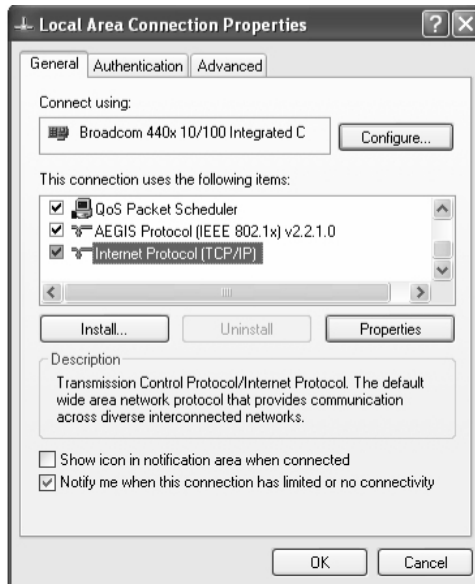 Local Area Connection Properties
General Authentication Advanced
Connect using:
Broadcom 440x 10/100 Integrated C Configure...
This connection uses the following items:
QoS Packet Scheduler
AEGIS Protocol (IEEE 802.1x) v2.2.1.0
Internet Protocol (TCP/IP)
Install... Uninstall Properties
Description
Transmission Control Protocol/Internet Protocol. The default
wide area network protocol that provides communication
across diverse interconnected networks.
Show icon in notification area when connected
Notify me when this connection has limited or no connectivity
OK Cancel